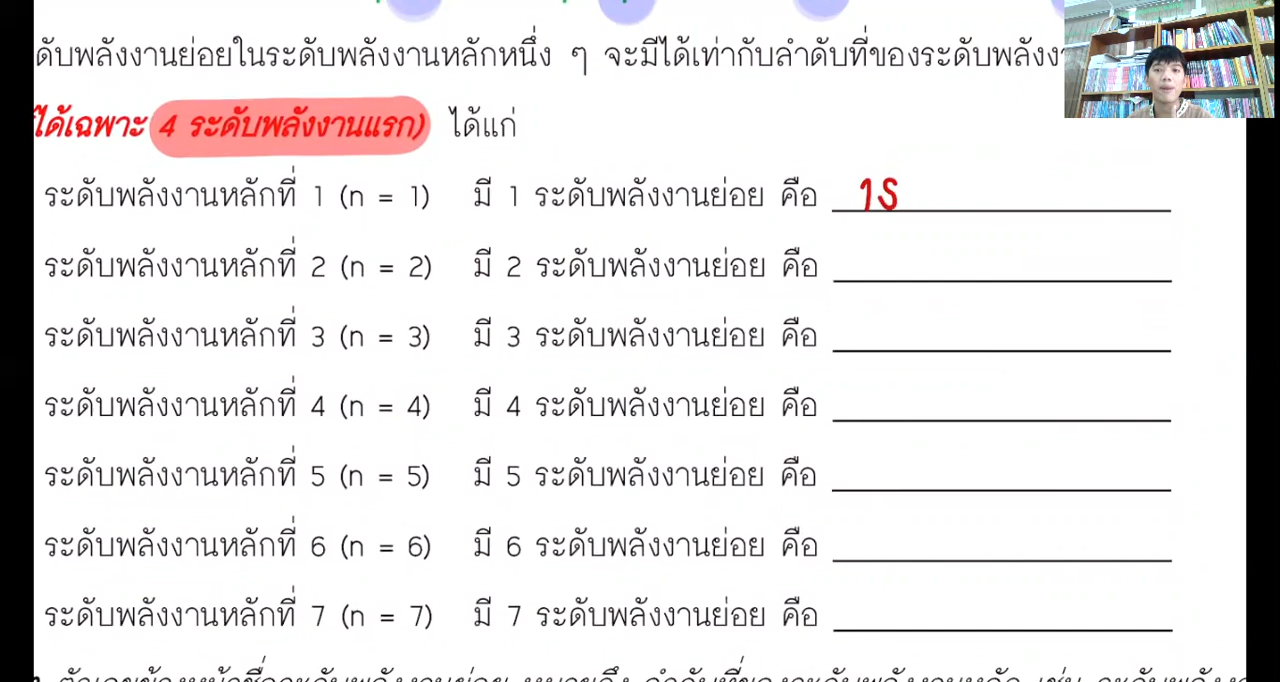 ดับพลังงานย่อยในระดับพลังงานหลักหนึ่ง ๆ จะมีได้เท่ากับลำดับที่ของระดับพลังงา
ได้เฉพาะ 4 ระดับพลังงานแรก) ได้แก่
ระดับพลังงานหลักที่ 1 (n = 1) มี 1 ระดับพลังงานย่อย คือ 1s
ระดับพลังงานหลักที่ 2 (n = 2) มี 2 ระดับพลังงานย่อย คือ
ระดับพลังงานหลักที่ 3 (n = 3) มี 3 ระดับพลังงานย่อย คือ
ระดับพลังงานหลักที่ 4 (n = 4) มี 4 ระดับพลังงานย่อย คือ
ระดับพลังงานหลักที่ 5 (n = 5) มี 5 ระดับพลังงานย่อย คือ
ระดับพลังงานหลักที่ 6 (n = 6) มี 6 ระดับพลังงานย่อย คือ
ระดับพลังงานหลักที่ 7 (n = 7) มี 7 ระดับพลังงานย่อย คือ